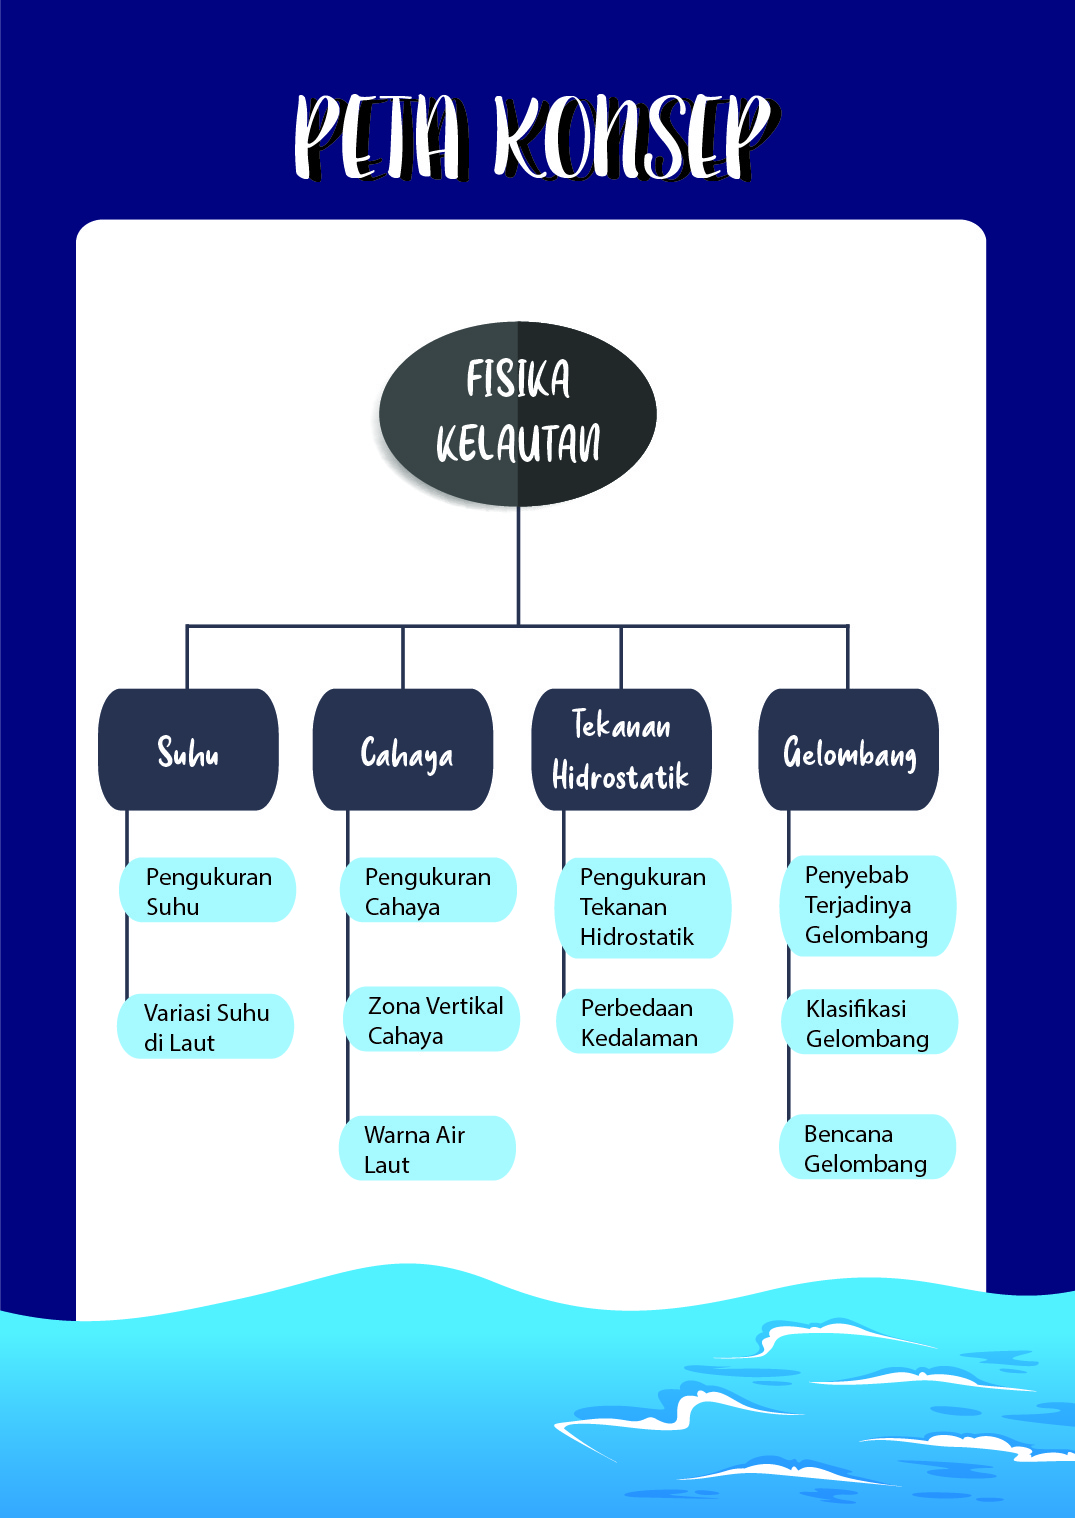 PETA KONSEP
FISIKA
KELAUTAN
Suhu
Pengukuran
Suhu
Variasi Suhu
di Laut
Cahaya
Pengukuran
Cahaya
Zona Vertikal
Cahaya
Warna Air
Laut
Tekanan
Hidrostatik
Pengukuran
Tekanan
Hidrostatik
Perbedaan
Kedalaman
Gelombang
Penyebab
Terjadinya
Gelombang
Klasifikasi
Gelombang
Bencana
Gelombang